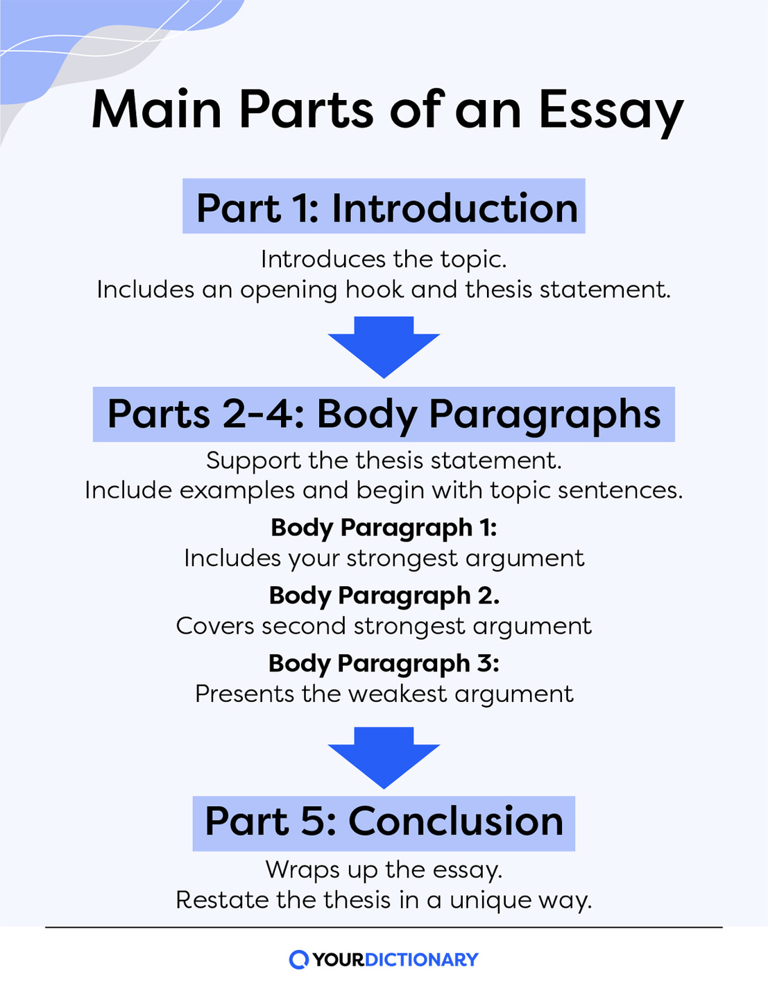 Main Parts of an Essay
Part 1: Introduction
Introduces the topic.
Includes an opening hook and thesis statement.
Parts 2-4: Body Paragraphs
Support the thesis statement.
Include examples and begin with topic sentences.
Body Paragraph 1:
Includes your strongest argument
Body Paragraph 2.
Covers second strongest argument
Body Paragraph 3:
Presents the weakest argument
Part 5: Conclusion
Wraps up the essay.
Restate the thesis in a unique way.
YOURDICTIONARY